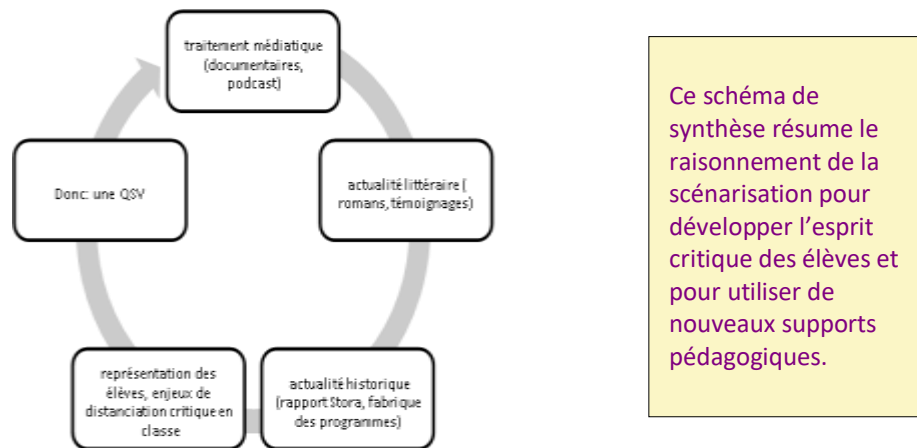 traitement médiatique
(documentaires,
podcast)
actualité littéraire (
romans, témoignages)
actualité historique
(rapport Stora, fabrique
des programmes)
représentation des
élèves, enjeux de
distanciation critique en
classe
Donc: une QSV
Ce schéma de
synthèse résume le
raisonnement de la
scénarisation pour
développer l’esprit
critique des élèves et
pour utiliser de
nouveaux supports
pédagogiques.